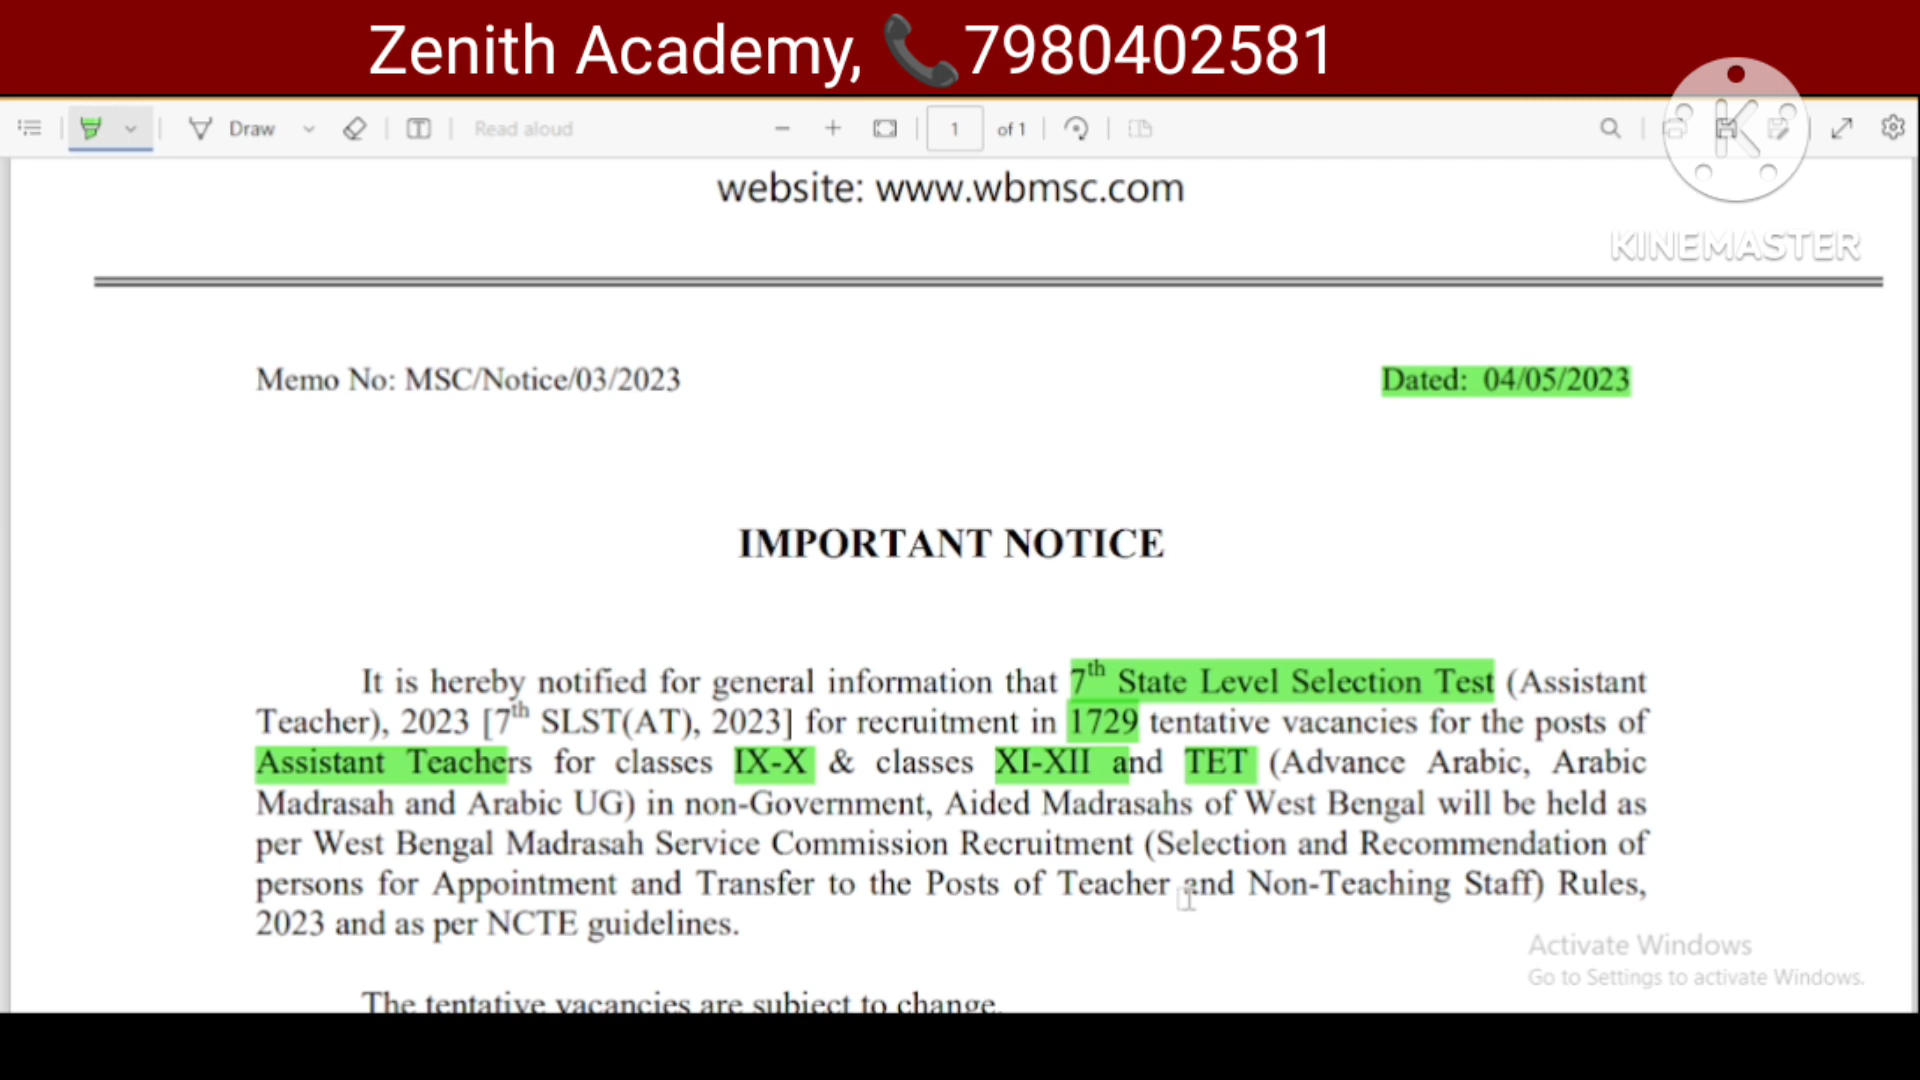 Zenith Academy, 7980402581
Draw
Read aloud
1 of 1
K
KINEMASTER
website: www.wbmsc.com
Memo No: MSC/Notice/03/2023
Dated: 04/05/2023
IMPORTANT NOTICE
It is hereby notified for general information that 7th State Level Selection Test (Assistant
Teacher), 2023 [7th SLST(AT), 2023] for recruitment in 1729 tentative vacancies for the posts of
Assistant Teachers for classes IX-X & classes XI-XII and TET (Advance Arabic, Arabic
Madrasah and Arabic UG) in non-Government, Aided Madrasahs of West Bengal will be held as
per West Bengal Madrasah Service Commission Recruitment (Selection and Recommendation of
persons for Appointment and Transfer to the Posts of Teacher and Non-Teaching Staff) Rules,
2023 and as per NCTE guidelines.
Activate Windows
Go to Settings to activate Windows.
The tentative vacancies are subject to change.